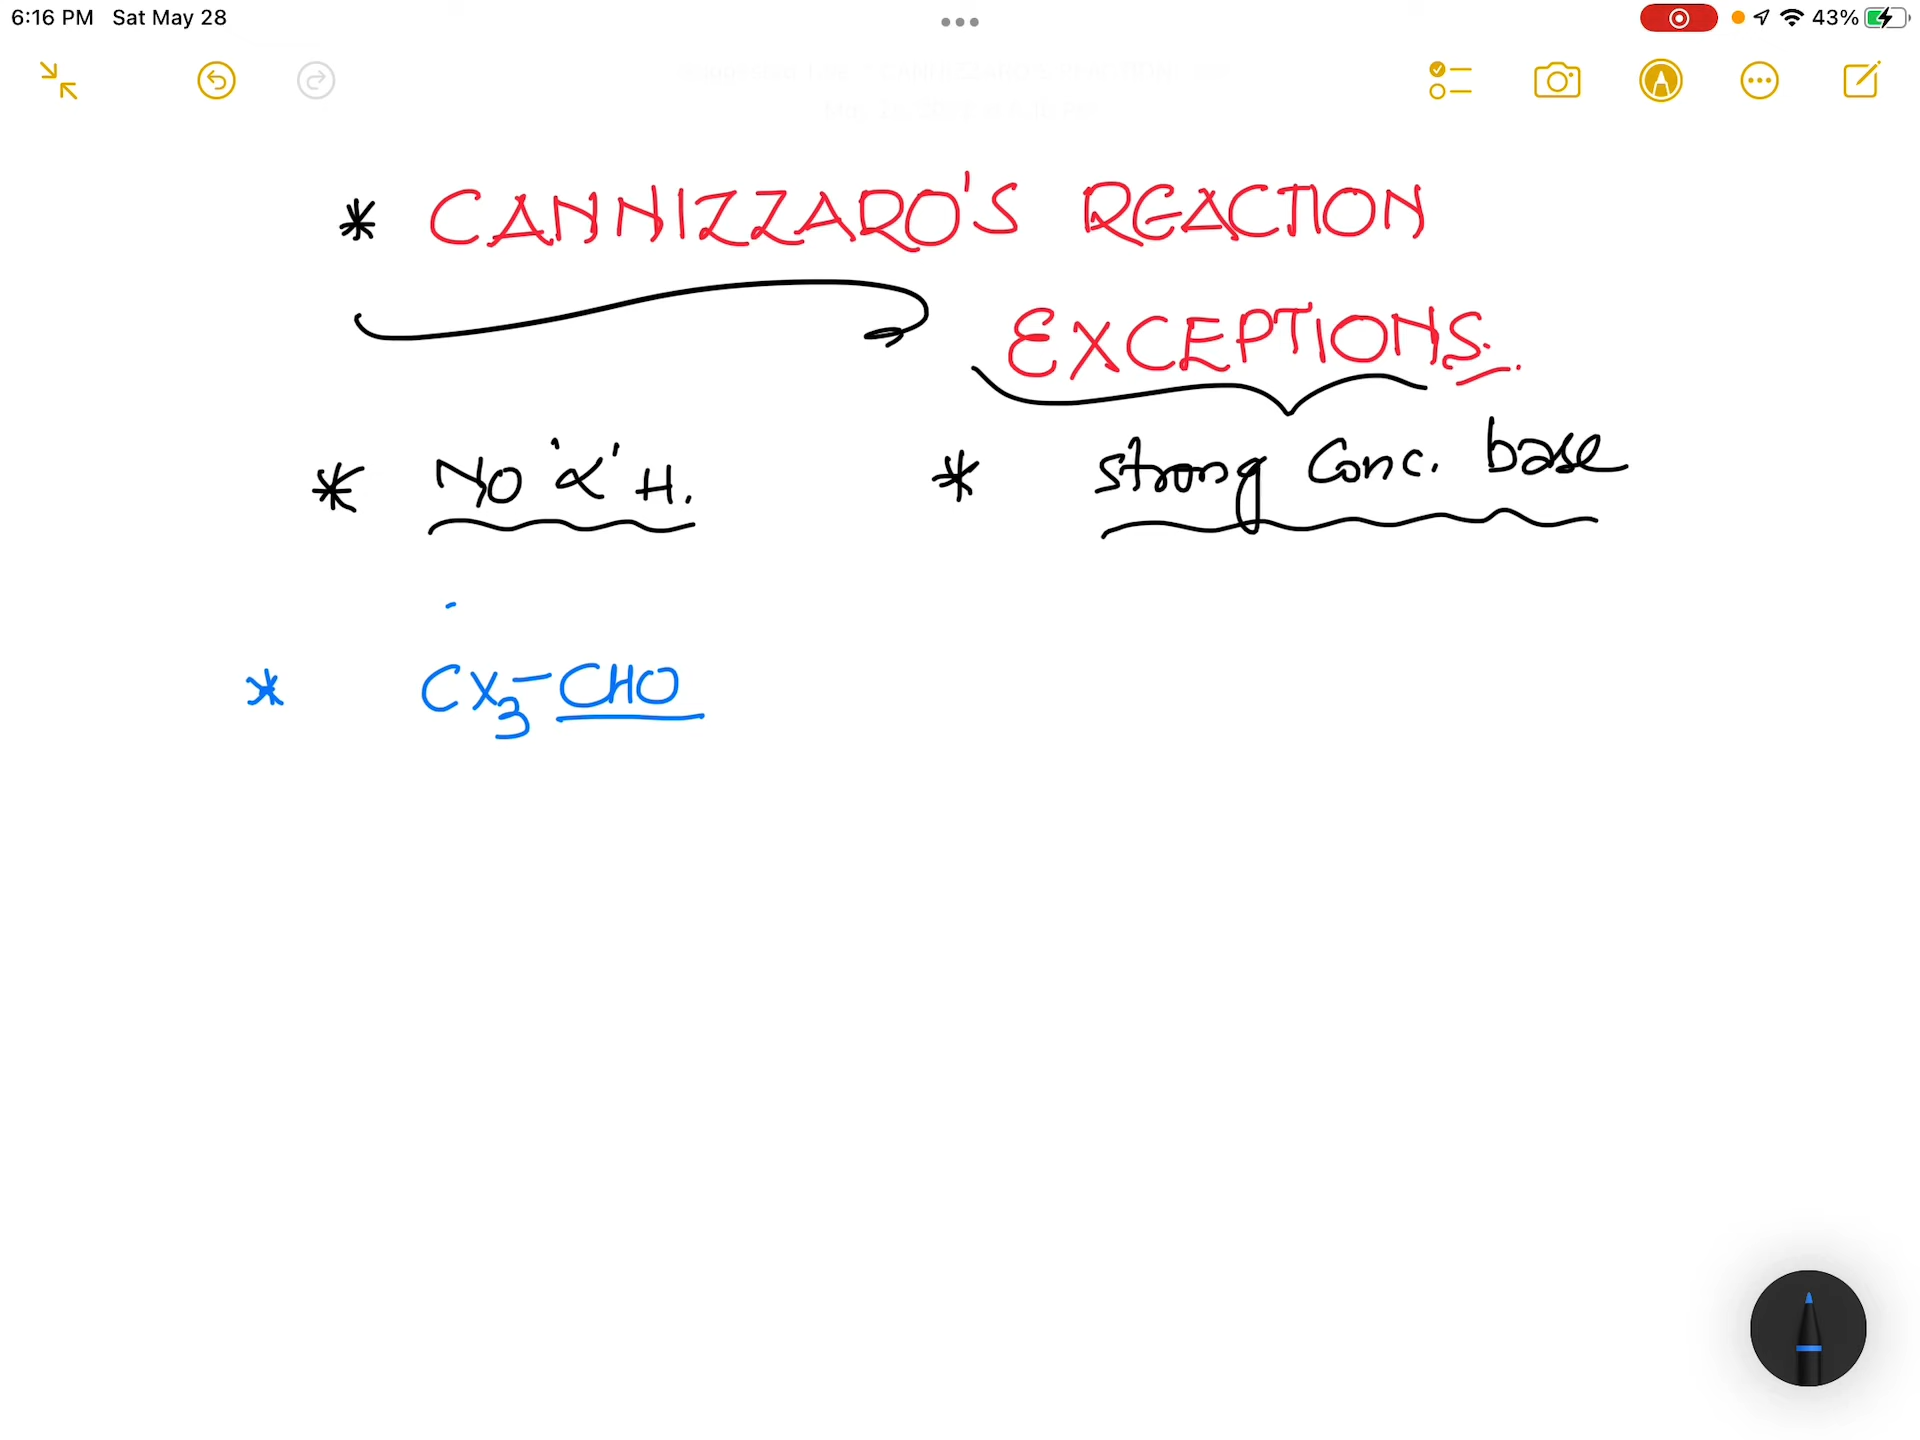 6:16 PM Sat May 28
43%
* CANNIZZARO'S REACTION
EXCEPTIONS.
* No 'α' H. * strong Conc. base
* CX₃-CHO